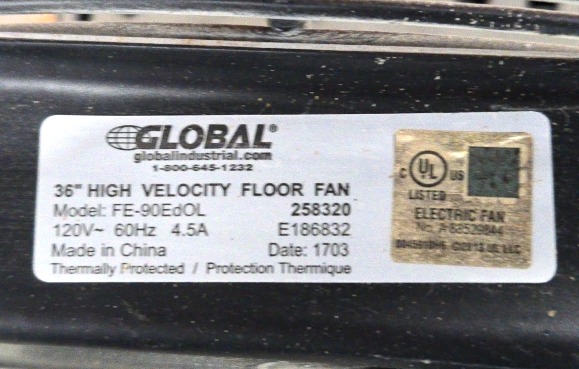 GLOBAL®
globalindustrial.com
1-800-645-1232
36" HIGH VELOCITY FLOOR FAN
Model: FE-90EdOL 258320
120V~ 60Hz 4.5A E186832
Made in China Date: 1703
Thermally Protected / Protection Thermique
C UL US
LISTED
ELECTRIC FAN
No.